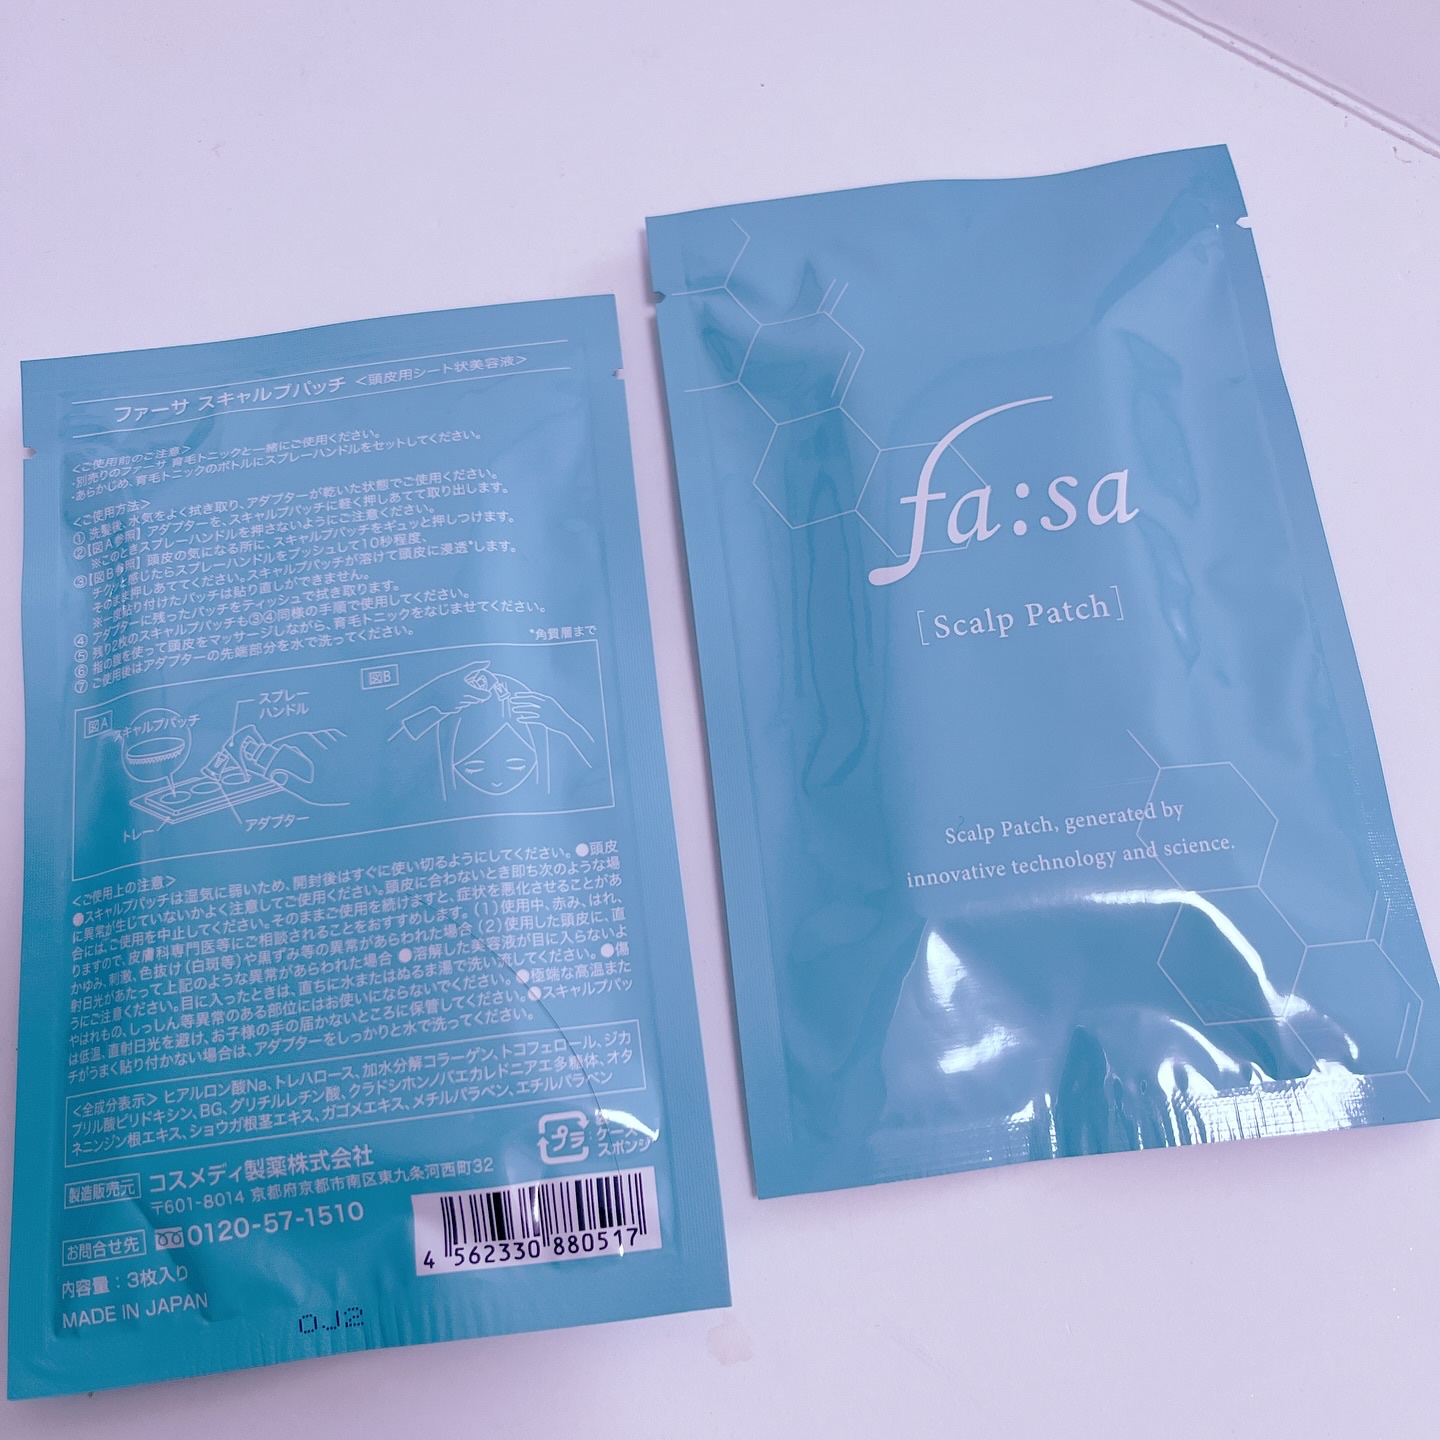 ファーサ スキャルプパッチ <頭皮用シート状美容液>
<ご使用前のご注意>
・別売りのファーサ 育毛トニックと一緒にご使用ください。
・あらかじめ、育毛トニックのボトルにスプレーハンドルをセットしてください。
<ご使用方法>
① 洗髪後、水気をよく拭き取り、アダプターが乾いた状態でご使用ください。
②【図A参照】アダプターを、スキャルプパッチに軽く押しあてて取り出します。
※このときスプレーハンドルを押さないようにご注意ください。
③【図B参照】頭皮の気になる所に、スキャルプパッチをギュッと押しつけます。
チクッと感じたらスプレーハンドルをプッシュして10秒程度、
そのまま押しあててください。スキャルプパッチが溶けて頭皮に浸透*します。
※一度貼り付けたパッチは貼り直しができません。
④ アダプターに残ったパッチをティッシュで拭き取ります。
⑤ 残り2枚のスキャルプパッチも③④同様の手順で使用してください。
⑥ 指の腹を使って頭皮をマッサージしながら、育毛トニックをなじませてください。
⑦ ご使用後はアダプターの先端部分を水で洗ってください。
*角質層まで
図A
スキャルプパッチ
スプレー
ハンドル
トレー
アダプター
図B
<ご使用上の注意>
●スキャルプパッチは湿気に弱いため、開封後はすぐに使い切るようにしてください。●頭皮
に異常が生じていないかよく注意してご使用ください。頭皮に合わないとき即ち次のような場
合には、ご使用を中止してください。そのままご使用を続けますと、症状を悪化させることがあ
りますので、皮膚科専門医等にご相談されることをおすすめします。(1)使用中、赤み、はれ、
かゆみ、刺激、色抜け(白斑等)や黒ずみ等の異常があらわれた場合 (2)使用した頭皮に、直
射日光があたって上記のような異常があらわれた場合 ●溶解した美容液が目に入らないよ
うにご注意ください。目に入ったときは、直ちに水またはぬるま湯で洗い流してください。●傷
やはれもの、しっしん等異常のある部位にはお使いにならないでください。●極端な高温また
は低温、直射日光を避け、お子様の手の届かないところに保管してください。●スキャルプパッ
チがうまく貼り付かない場合は、アダプターをしっかりと水で洗ってください。
<全成分表示> ヒアルロン酸Na、トレハロース、加水分解コラーゲン、トコフェロール、ジカ
プリル酸ピリドキシン、BG、グリチルレチン酸、クラドシホンノバエカレドニアエ多糖体、オタ
ネニンジン根エキス、ショウガ根茎エキス、ガゴメエキス、メチルパラベン、エチルパラベン
製造販売元 コスメディ製薬株式会社
〒601-8014 京都府京都市南区東九条河西町32
お問合せ先 0120-57-1510
内容量：3枚入り
MADE IN JAPAN
プラ
スポンジ
4 562330 880517
0J2
fa:sa
[Scalp Patch]
Scalp Patch, generated by
innovative technology and science.